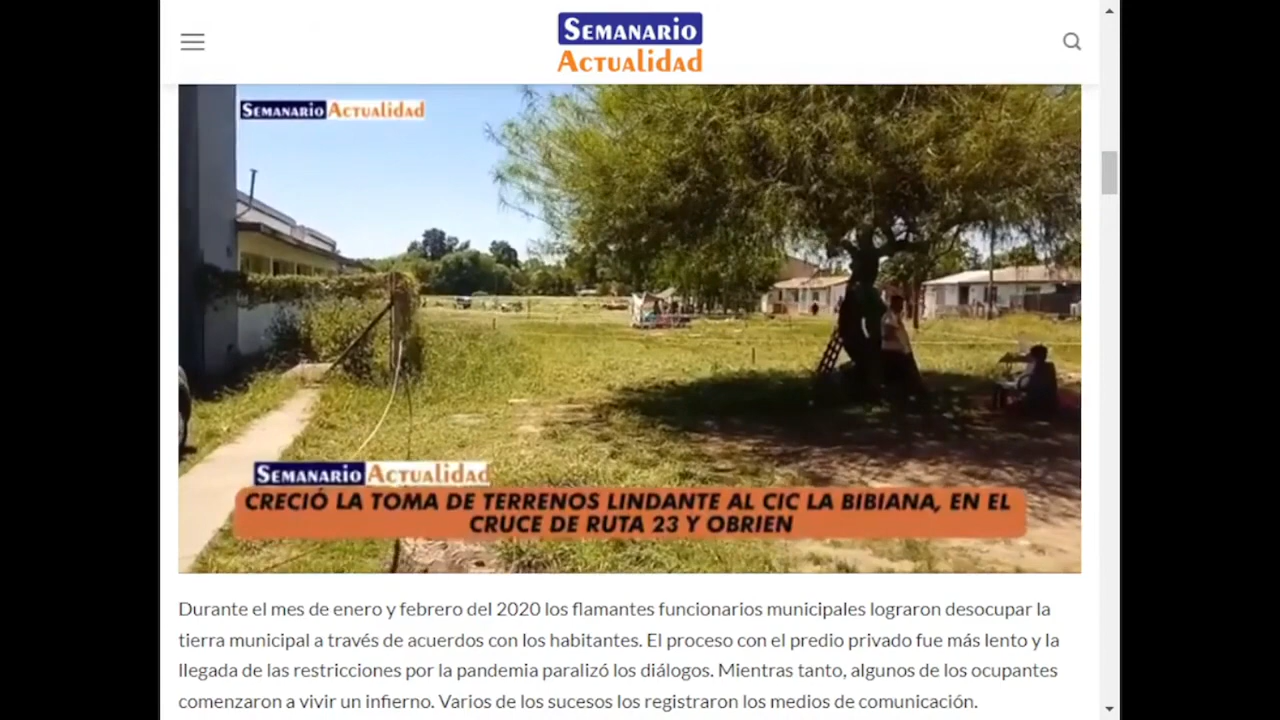 SEMANARIO
ACTUALIDAD
SEMANARIO ACTUALIDAD
SEMANARIO ACTUALIDAD
CRECIÓ LA TOMA DE TERRENOS LINDANTE AL CIC LA BIBIANA, EN EL
CRUCE DE RUTA 23 Y OBRIEN
Durante el mes de enero y febrero del 2020 los flamantes funcionarios municipales lograron desocupar la
tierra municipal a través de acuerdos con los habitantes. El proceso con el predio privado fue más lento y la
llegada de las restricciones por la pandemia paralizó los diálogos. Mientras tanto, algunos de los ocupantes
comenzaron a vivir un infierno. Varios de los sucesos los registraron los medios de comunicación.